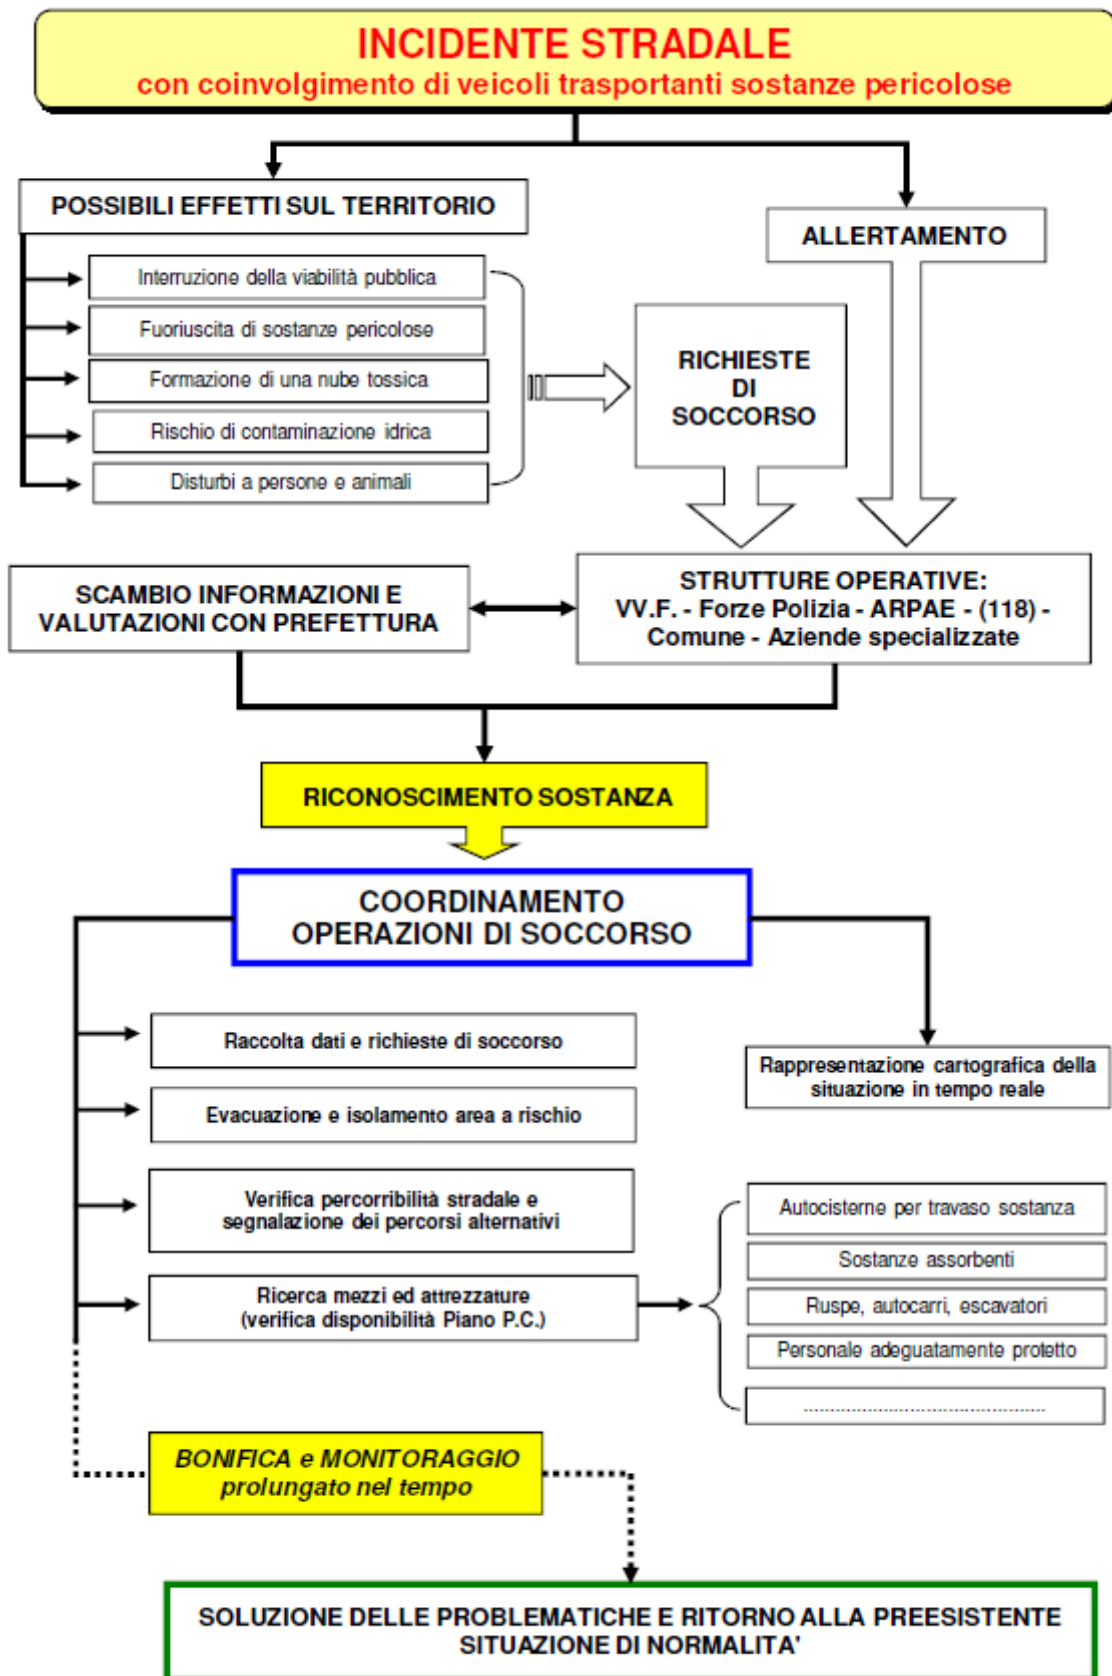 INCIDENTE STRADALE
con coinvolgimento di veicoli trasportanti sostanze pericolose
POSSIBILI EFFETTI SUL TERRITORIO
Interruzione della viabilità pubblica
Fuoriuscita di sostanze pericolose
Formazione di una nube tossica
Rischio di contaminazione idrica
Disturbi a persone e animali
ALLERTAMENTO
RICHIESTE
DI
SOCCORSO
SCAMBIO INFORMAZIONI E
VALUTAZIONI CON PREFETTURA
STRUTTURE OPERATIVE:
VV.F. - Forze Polizia - ARPAE - (118) -
Comune - Aziende specializzate
RICONOSCIMENTO SOSTANZA
COORDINAMENTO
OPERAZIONI DI SOCCORSO
Raccolta dati e richieste di soccorso
Evacuazione e isolamento area a rischio
Verifica percorribilità stradale e
segnalazione dei percorsi alternativi
Ricerca mezzi ed attrezzature
(verifica disponibilità Piano P.C.)
Rappresentazione cartografica della
situazione in tempo reale
Autocisterne per travaso sostanza
Sostanze assorbenti
Ruspe, autocarri, escavatori
Personale adeguatamente protetto
.............................................
BONIFICA e MONITORAGGIO
prolungato nel tempo
SOLUZIONE DELLE PROBLEMATICHE E RITORNO ALLA PREESISTENTE
SITUAZIONE DI NORMALITA'